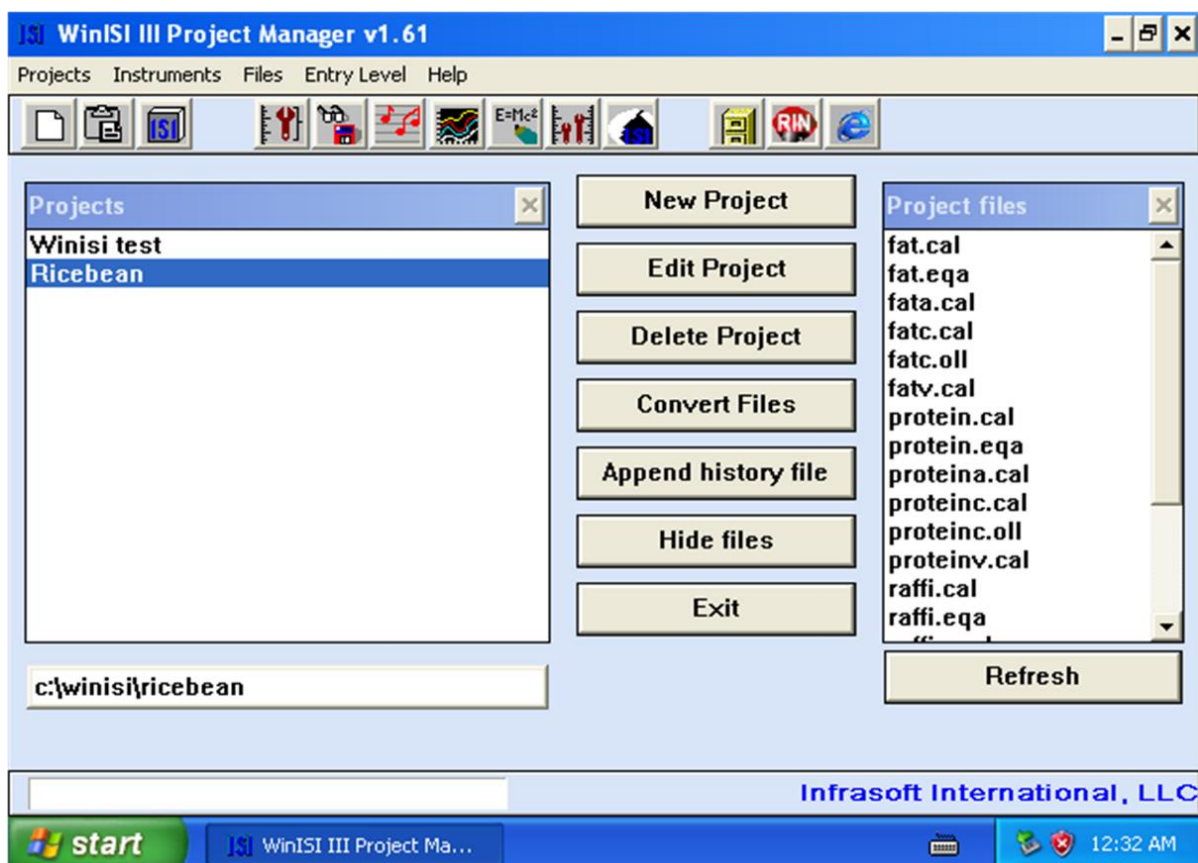 ISI WinISI III Project Manager v1.61
Projects Instruments Files Entry Level Help
ISI E=Mc² ISI RIN
Projects
Winisi test
Ricebean
c:\winisi\ricebean
New Project
Edit Project
Delete Project
Convert Files
Append history file
Hide files
Exit
Project files
fat.cal
fat.eqa
fata.cal
fatc.cal
fatc.oll
fatv.cal
protein.cal
protein.eqa
proteina.cal
proteinc.cal
proteinc.oll
proteinv.cal
raffi.cal
raffi.eqa
Refresh
Infrasoft International, LLC
start ISI WinISI III Project Ma... 12:32 AM